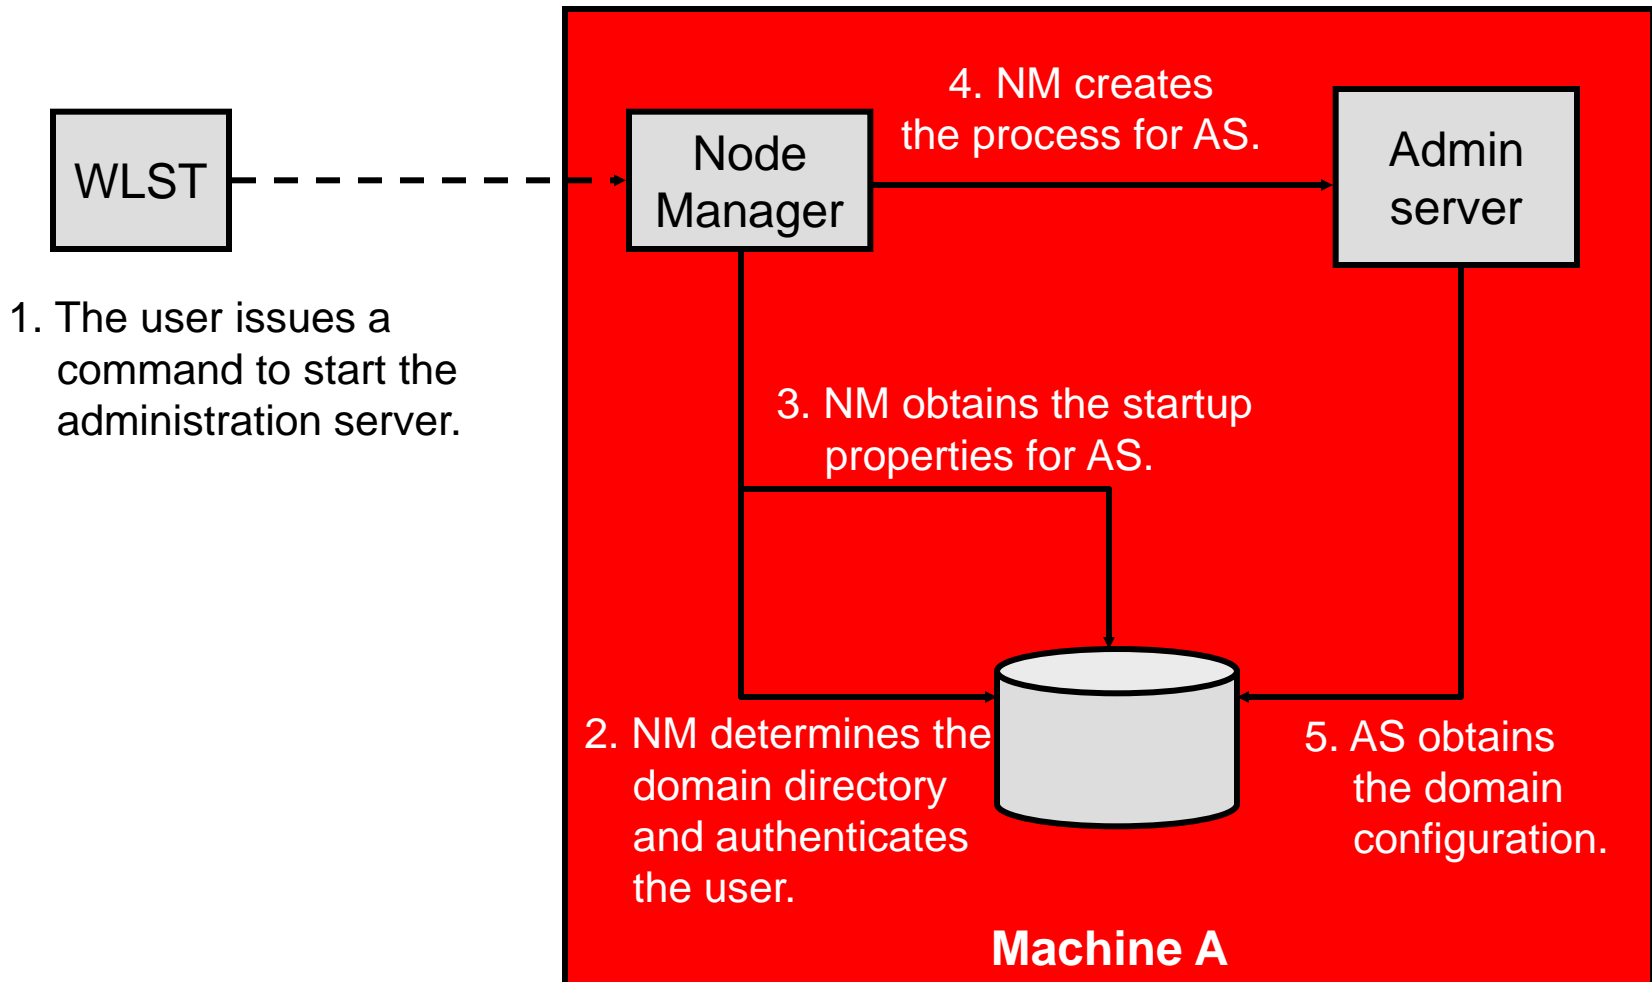 WLST
1. The user issues a
command to start the
administration server.
Node
Manager
4. NM creates
the process for AS.
Admin
server
3. NM obtains the startup
properties for AS.
2. NM determines the
domain directory
and authenticates
the user.
5. AS obtains
the domain
configuration.
Machine A